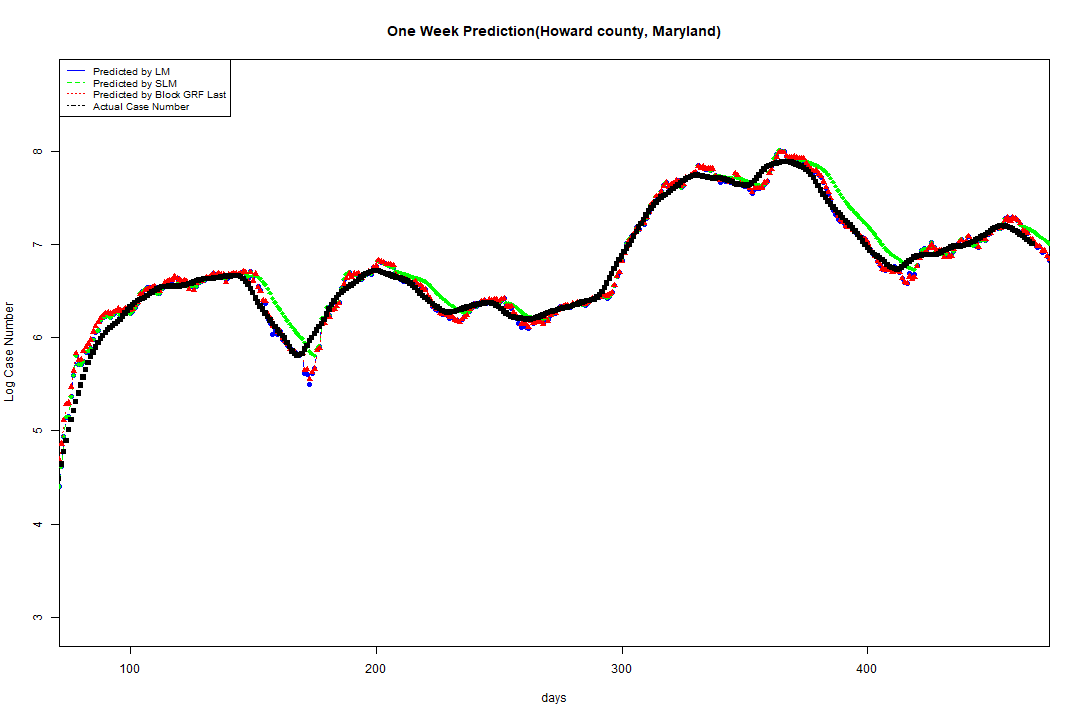 One Week Prediction(Howard county, Maryland)
Predicted by LM
Predicted by SLM
Predicted by Block GRF Last
Actual Case Number
8
7
6
5
4
3
Log Case Number
100 200 300 400
days